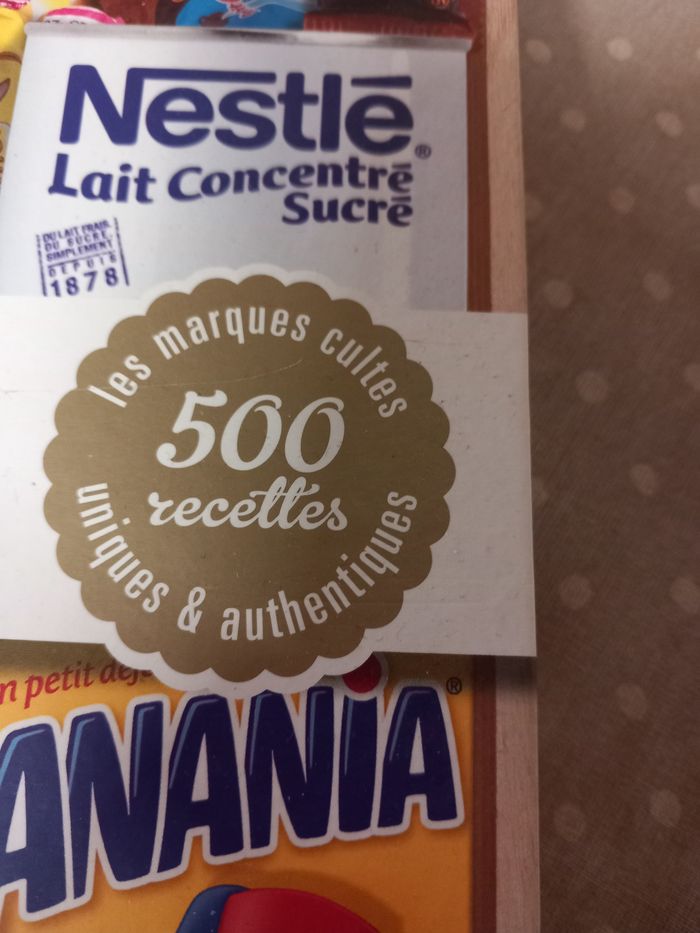 Nestlé®
Lait Concentré
Sucré
DU LAIT FRAIS,
DU SUCRE,
SIMPLEMENT
DEPUIS
1878
les marques cultes
500
recettes
uniques & authentiques
n petit déj
ANANIA®